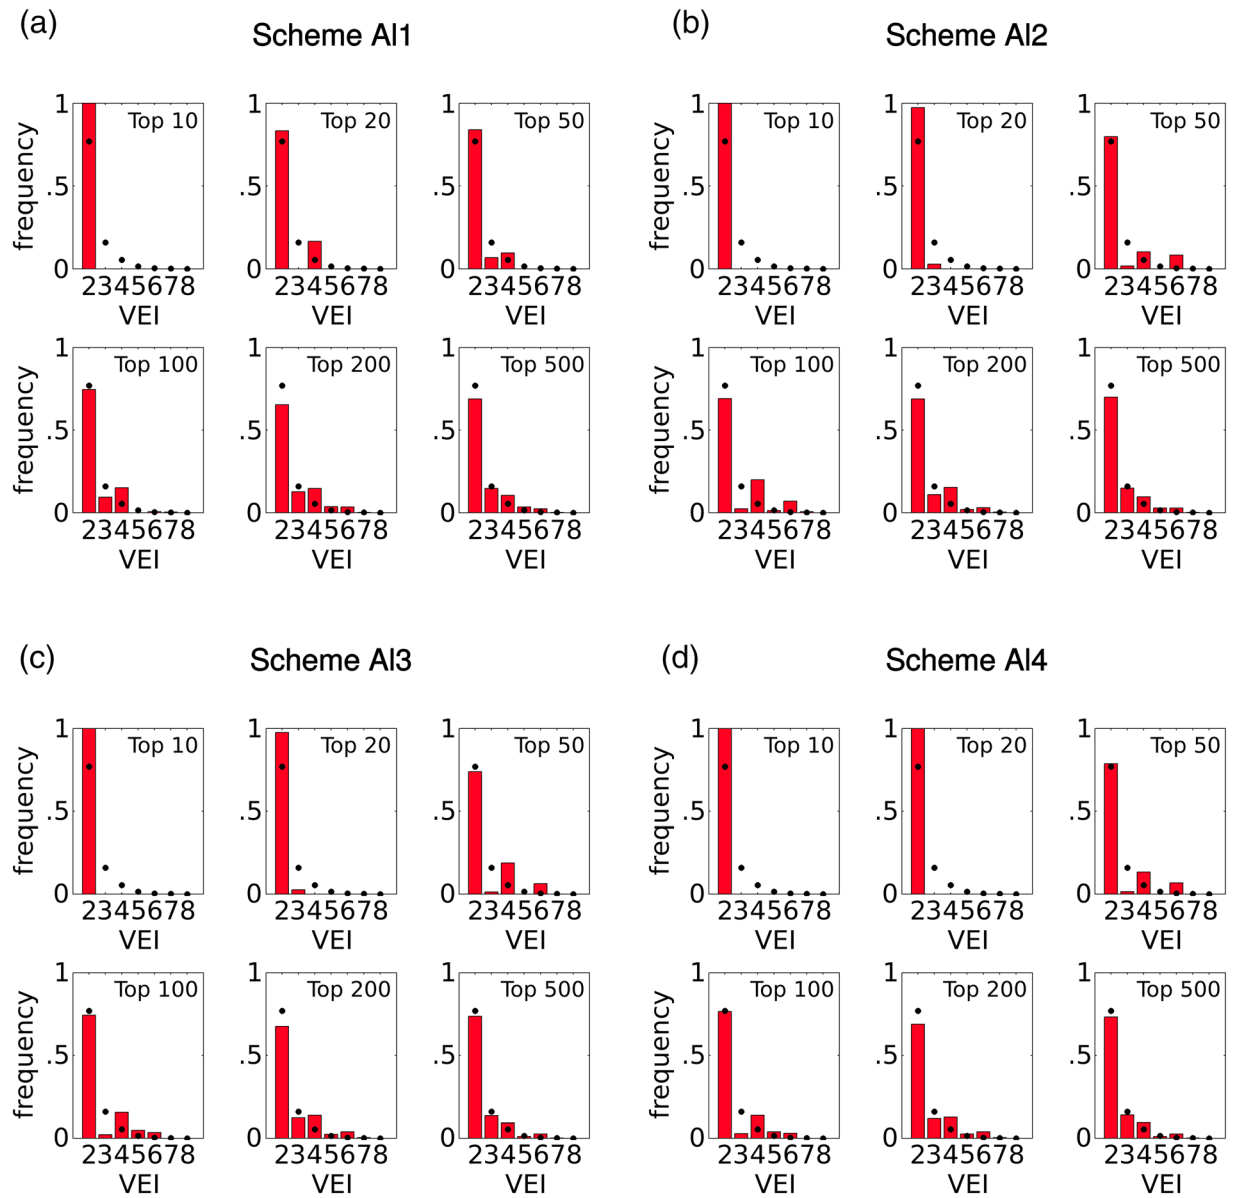 (a)
Scheme AI1
1
.5
0
frequency
Top 10
2345678
VEI
Top 20
1
.5
0
2345678
VEI
Top 50
1
.5
0
2345678
VEI
1
.5
0
frequency
Top 100
2345678
VEI
Top 200
1
.5
0
2345678
VEI
Top 500
1
.5
0
2345678
VEI
(b)
Scheme AI2
1
.5
0
frequency
Top 10
2345678
VEI
Top 20
1
.5
0
2345678
VEI
Top 50
1
.5
0
2345678
VEI
1
.5
0
frequency
Top 100
2345678
VEI
Top 200
1
.5
0
2345678
VEI
Top 500
1
.5
0
2345678
VEI
(c)
Scheme AI3
1
.5
0
frequency
Top 10
2345678
VEI
Top 20
1
.5
0
2345678
VEI
Top 50
1
.5
0
2345678
VEI
1
.5
0
frequency
Top 100
2345678
VEI
Top 200
1
.5
0
2345678
VEI
Top 500
1
.5
0
2345678
VEI
(d)
Scheme AI4
1
.5
0
frequency
Top 10
2345678
VEI
Top 20
1
.5
0
2345678
VEI
Top 50
1
.5
0
2345678
VEI
1
.5
0
frequency
Top 100
2345678
VEI
Top 200
1
.5
0
2345678
VEI
Top 500
1
.5
0
2345678
VEI